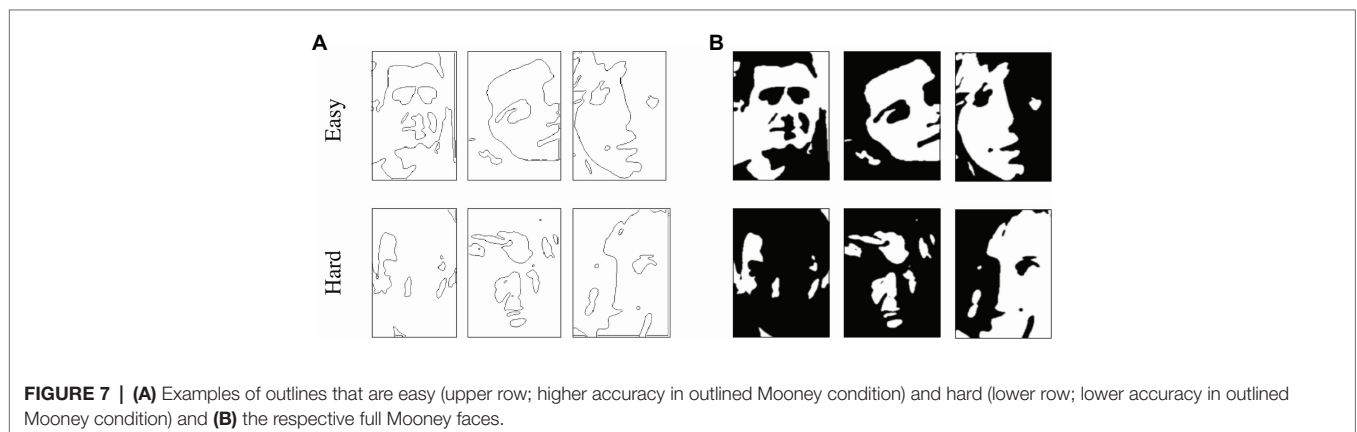 A
B
Easy
Hard
FIGURE 7 | (A) Examples of outlines that are easy (upper row; higher accuracy in outlined Mooney condition) and hard (lower row; lower accuracy in outlined
Mooney condition) and (B) the respective full Mooney faces.